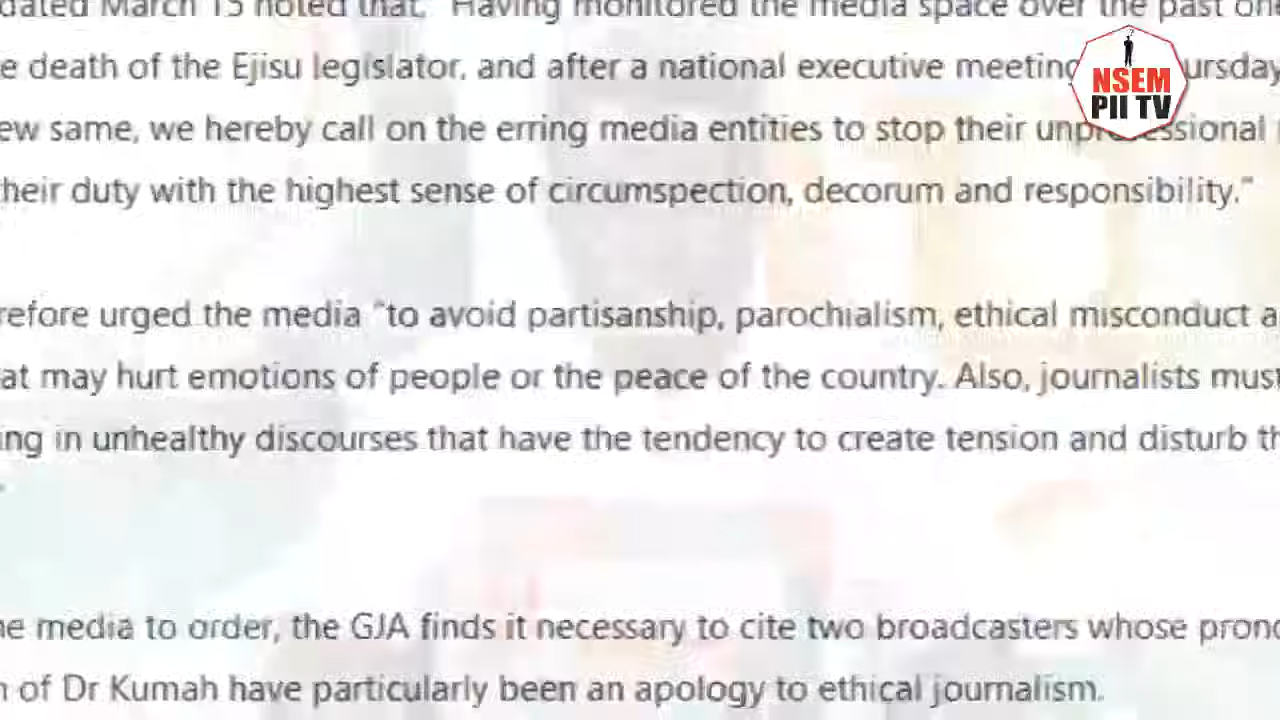 dated March 15 noted that, "Having monitored the media space over the past one
e death of the Ejisu legislator, and after a national executive meeting ursday
ew same, we hereby call on the erring media entities to stop their unpr essional
heir duty with the highest sense of circumspection, decorum and responsibility."
refore urged the media "to avoid partisanship, parochialism, ethical misconduct a
at may hurt emotions of people or the peace of the country. Also, journalists must
ing in unhealthy discourses that have the tendency to create tension and disturb th
he media to order, the GJA finds it necessary to cite two broadcasters whose prono
n of Dr Kumah have particularly been an apology to ethical journalism.
NSEM
PII TV